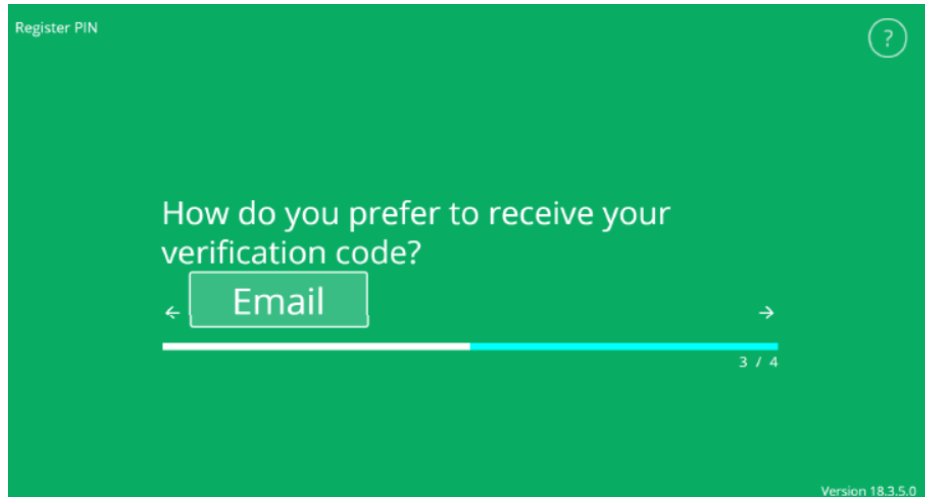 Register PIN
?
How do you prefer to receive your
verification code?
← Email →
3 / 4
Version 18.3.5.0